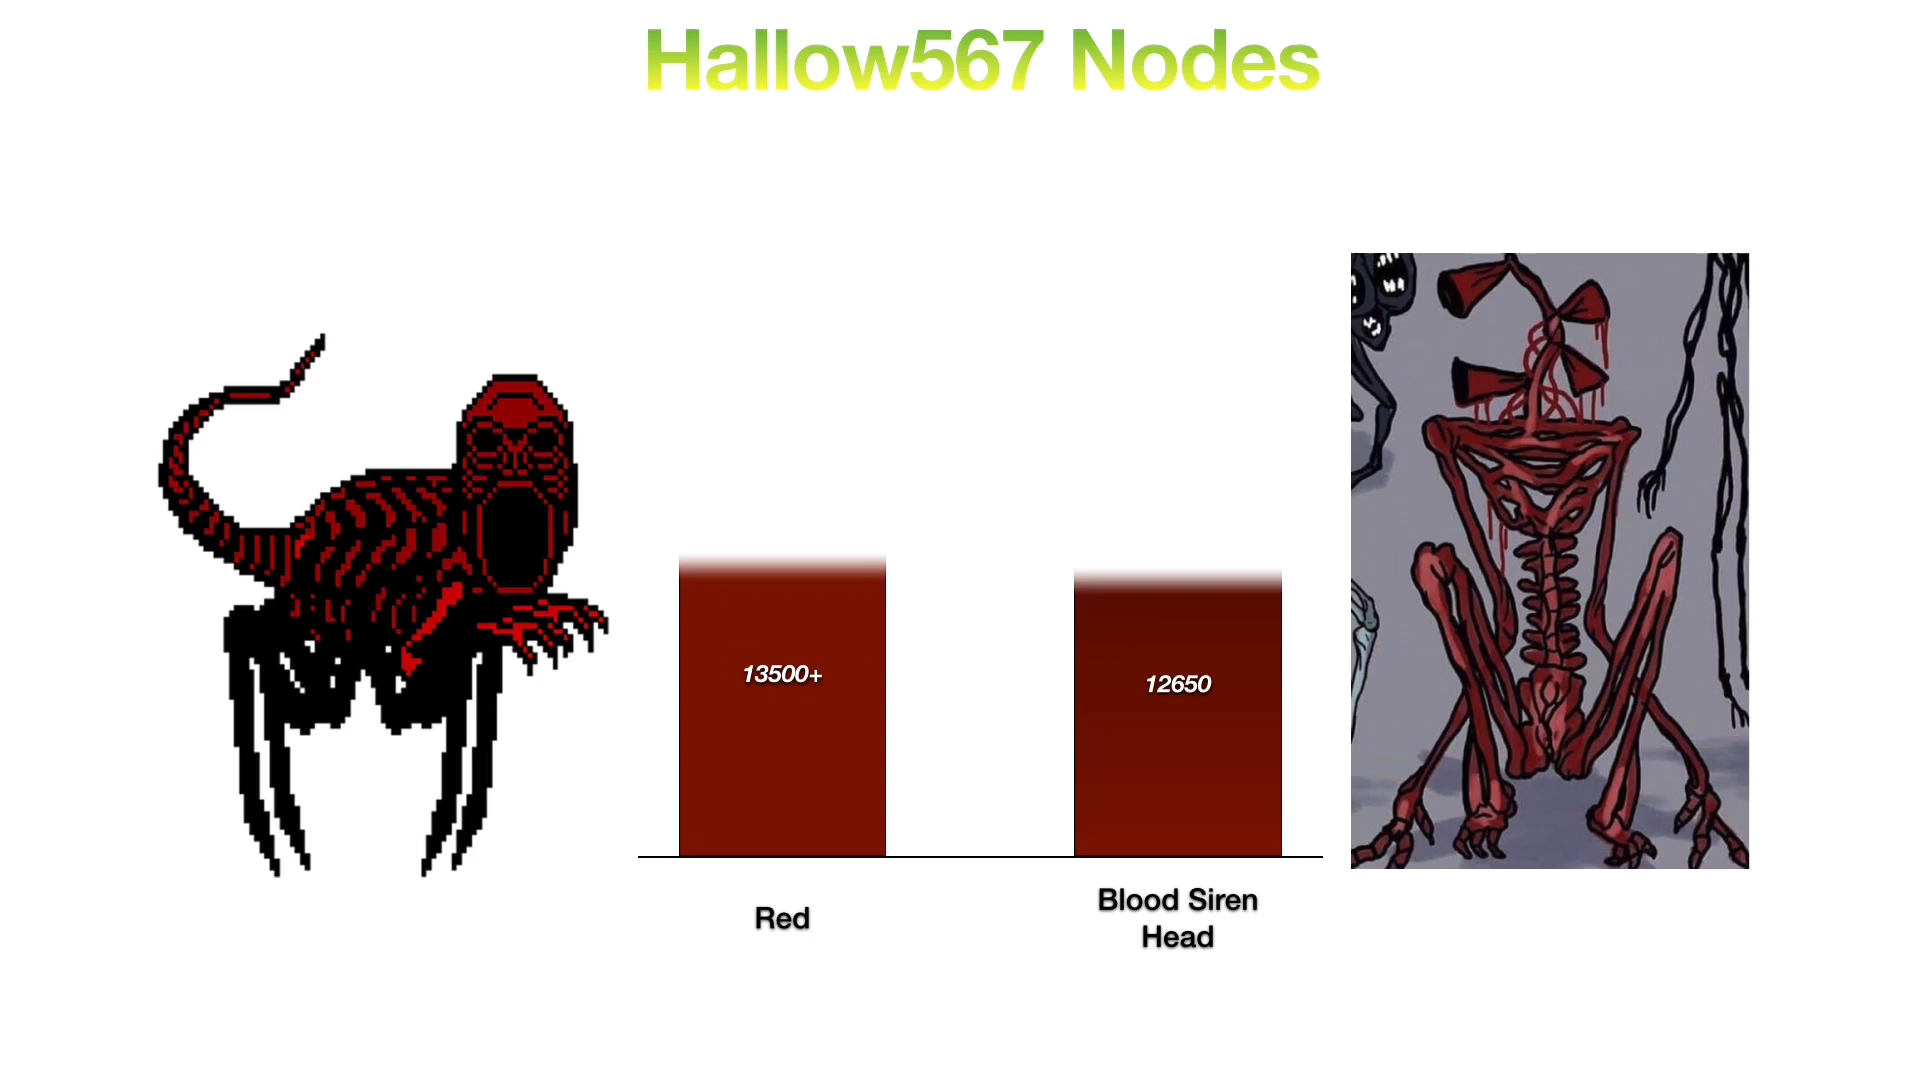 Hallow567 Nodes
13500+
12650
Red
Blood Siren
Head